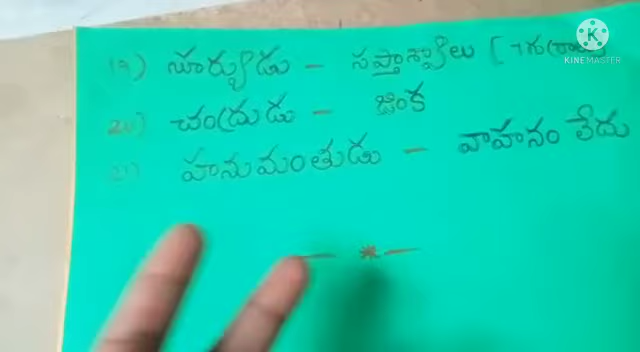 19) సూర్యుడు - సప్తాశ్వాలు [7 గుర్రాలు
20) చంద్రుడు - జింక
21) హనుమంతుడు - వాహనం లేదు
K
KINEMASTER